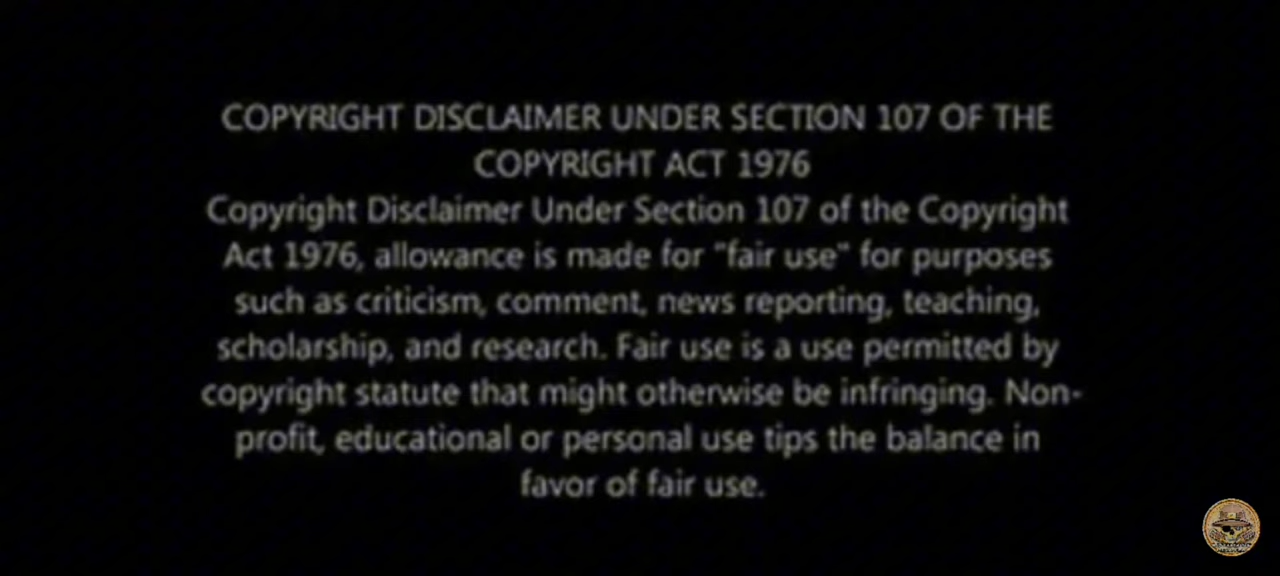 COPYRIGHT DISCLAIMER UNDER SECTION 107 OF THE
COPYRIGHT ACT 1976
Copyright Disclaimer Under Section 107 of the Copyright
Act 1976, allowance is made for "fair use" for purposes
such as criticism, comment, news reporting, teaching,
scholarship, and research. Fair use is a use permitted by
copyright statute that might otherwise be infringing. Non-
profit, educational or personal use tips the balance in
favor of fair use.